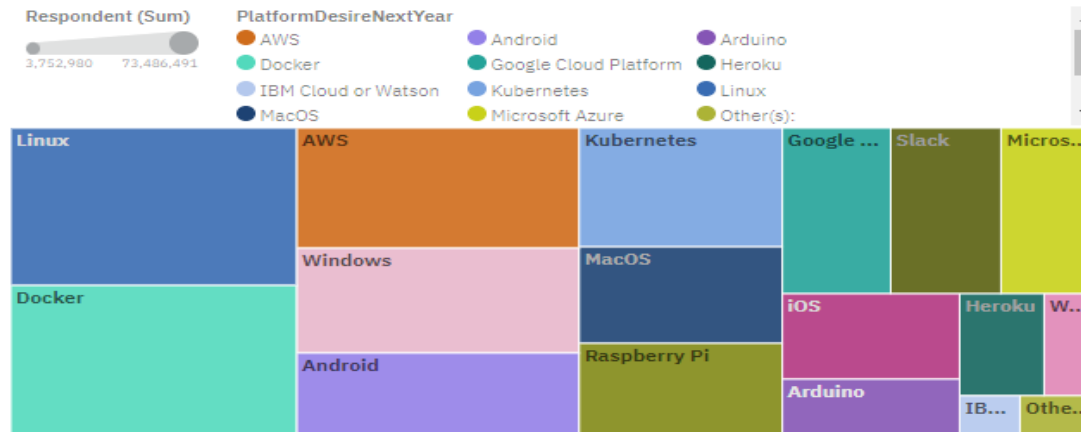 Respondent (Sum)
3,752,980 73,486,491
PlatformDesireNextYear
AWS Android Arduino
Docker Google Cloud Platform Heroku
IBM Cloud or Watson Kubernetes Linux
MacOS Microsoft Azure Other(s):
Linux AWS Kubernetes Google ... Slack Micros...
Windows MacOS
Docker iOS Heroku W...
Android Raspberry Pi
Arduino
IB... Othe...